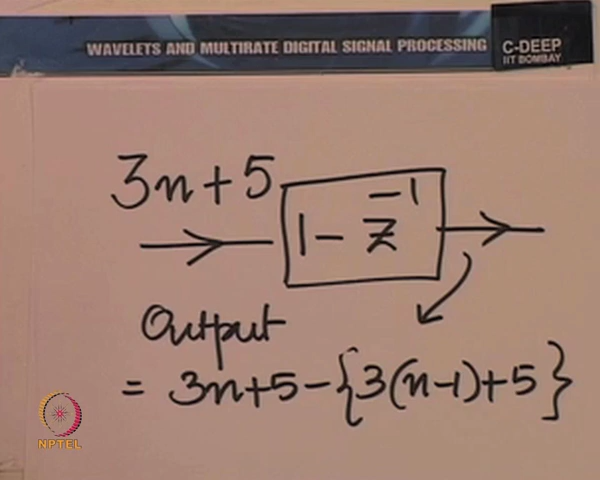 WAVELETS AND MULTIRATE DIGITAL SIGNAL PROCESSING
C-DEEP
IIT BOMBAY
3n+5
1-z⁻¹
Output
= 3n+5-{3(n-1)+5}
NPTEL